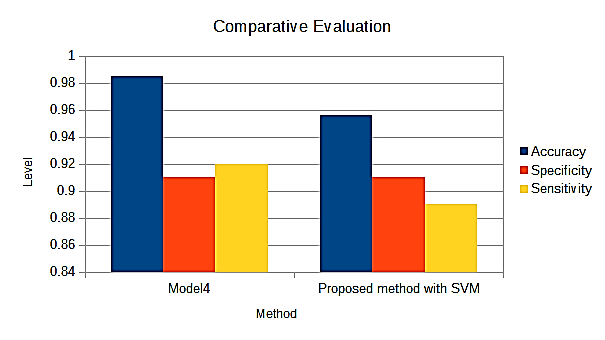 Comparative Evaluation
1
0.98
0.96
0.94
0.92
0.9
0.88
0.86
0.84
Level
Accuracy
Specificity
Sensitivity
Model4
Proposed method with SVM
Method